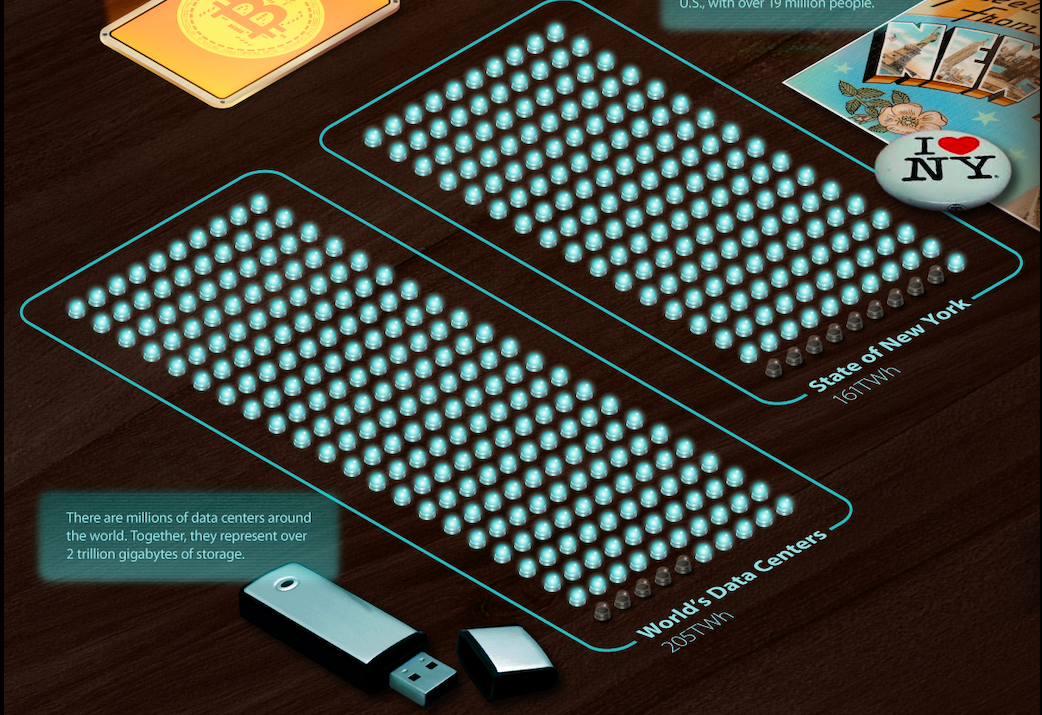 U.S., with over 19 million people.
NEW
I ❤ NY.
State of New York
161TWh
There are millions of data centers around
the world. Together, they represent over
2 trillion gigabytes of storage.
World's Data Centers
205TWh